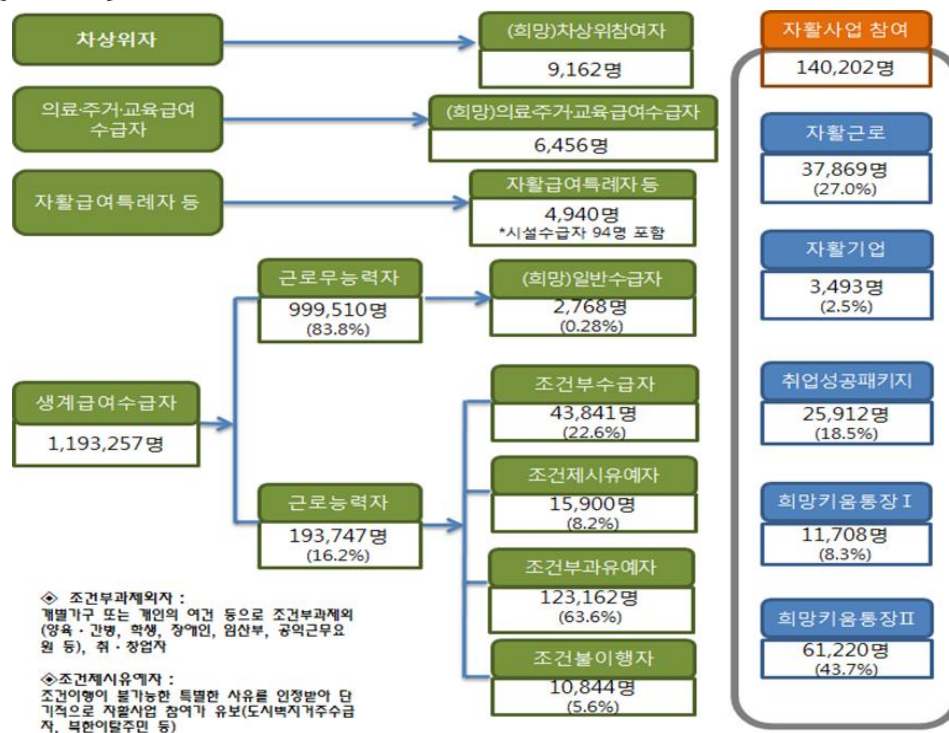 차상위자
(희망)차상위참여자
9,162명
의료·주거·교육급여
수급자
(희망)의료·주거·교육급여수급자
6,456명
자활급여특례자 등
자활급여특례자 등
4,940명
*시설수급자 94명 포함
생계급여수급자
1,193,257명
근로무능력자
999,510명
(83.8%)
(희망)일반수급자
2,768명
(0.28%)
근로능력자
193,747명
(16.2%)
조건부수급자
43,841명
(22.6%)
조건제시유예자
15,900명
(8.2%)
조건부과유예자
123,162명
(63.6%)
조건불이행자
10,844명
(5.6%)
◈ 조건부과제외자 :
개별가구 또는 개인의 여건 등으로 조건부과제외
(양육·간병, 학생, 장애인, 임산부, 공익근무요
원 등), 취·창업자
◈조건제시유예자 :
조건이행이 불가능한 특별한 사유를 인정받아 단
기적으로 자활사업 참여가 유보(도서벽지거주수급
자, 북한이탈주민 등)
자활사업 참여
140,202명
자활근로
37,869명
(27.0%)
자활기업
3,493명
(2.5%)
취업성공패키지
25,912명
(18.5%)
희망키움통장Ⅰ
11,708명
(8.3%)
희망키움통장Ⅱ
61,220명
(43.7%)